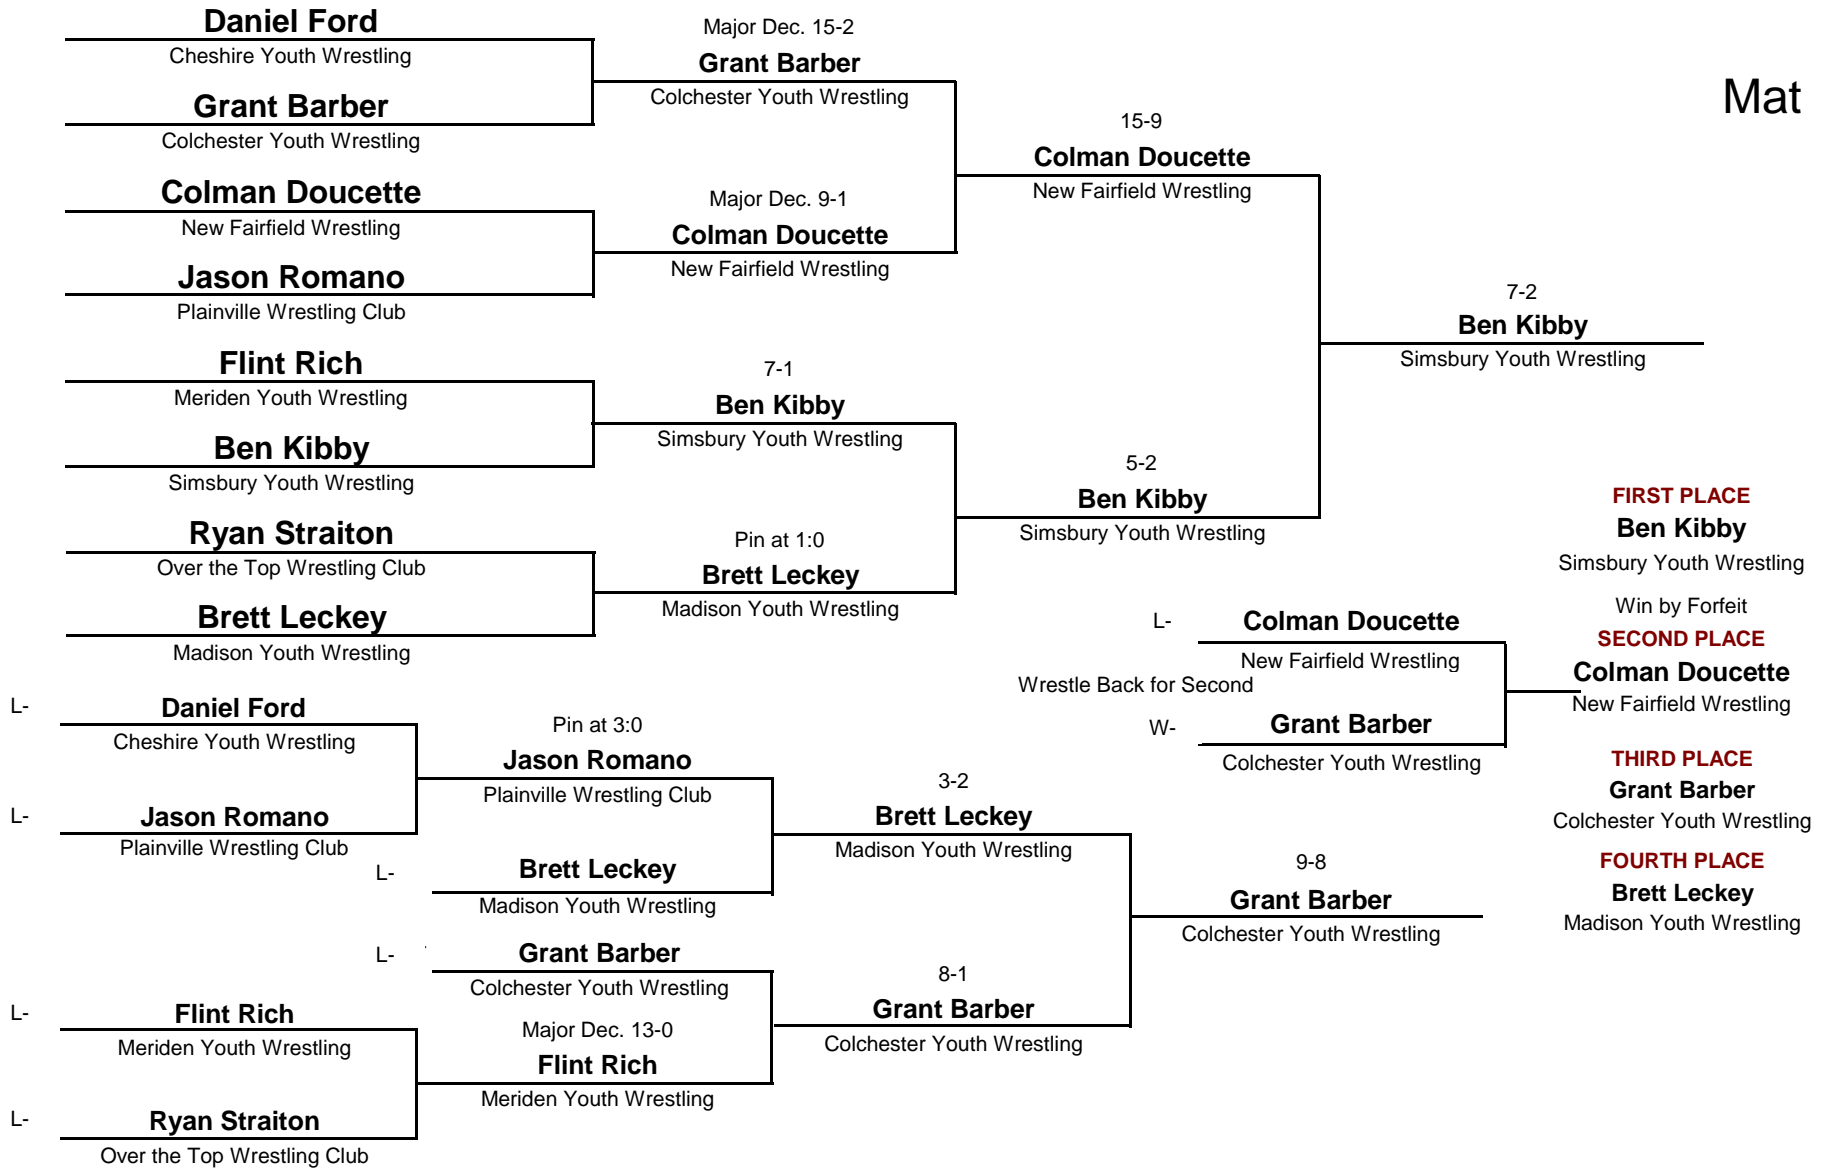 Daniel Ford
Cheshire Youth Wrestling
Grant Barber
Colchester Youth Wrestling
Colman Doucette
New Fairfield Wrestling
Jason Romano
Plainville Wrestling Club
Flint Rich
Meriden Youth Wrestling
Ben Kibby
Simsbury Youth Wrestling
Ryan Straiton
Over the Top Wrestling Club
Brett Leckey
Madison Youth Wrestling
Major Dec. 15-2
Grant Barber
Colchester Youth Wrestling
Major Dec. 9-1
Colman Doucette
New Fairfield Wrestling
7-1
Ben Kibby
Simsbury Youth Wrestling
Pin at 1:0
Brett Leckey
Madison Youth Wrestling
15-9
Colman Doucette
New Fairfield Wrestling
5-2
Ben Kibby
Simsbury Youth Wrestling
7-2
Ben Kibby
Simsbury Youth Wrestling
Mat
L-
Daniel Ford
Cheshire Youth Wrestling
L-
Jason Romano
Plainville Wrestling Club
L-
Flint Rich
Meriden Youth Wrestling
L-
Ryan Straiton
Over the Top Wrestling Club
Pin at 3:0
Jason Romano
Plainville Wrestling Club
L-
Brett Leckey
Madison Youth Wrestling
L-
Grant Barber
Colchester Youth Wrestling
Major Dec. 13-0
Flint Rich
Meriden Youth Wrestling
3-2
Brett Leckey
Madison Youth Wrestling
8-1
Grant Barber
Colchester Youth Wrestling
9-8
Grant Barber
Colchester Youth Wrestling
L-
Colman Doucette
New Fairfield Wrestling
Wrestle Back for Second
W-
Grant Barber
Colchester Youth Wrestling
FIRST PLACE
Ben Kibby
Simsbury Youth Wrestling
Win by Forfeit
SECOND PLACE
Colman Doucette
New Fairfield Wrestling
THIRD PLACE
Grant Barber
Colchester Youth Wrestling
FOURTH PLACE
Brett Leckey
Madison Youth Wrestling